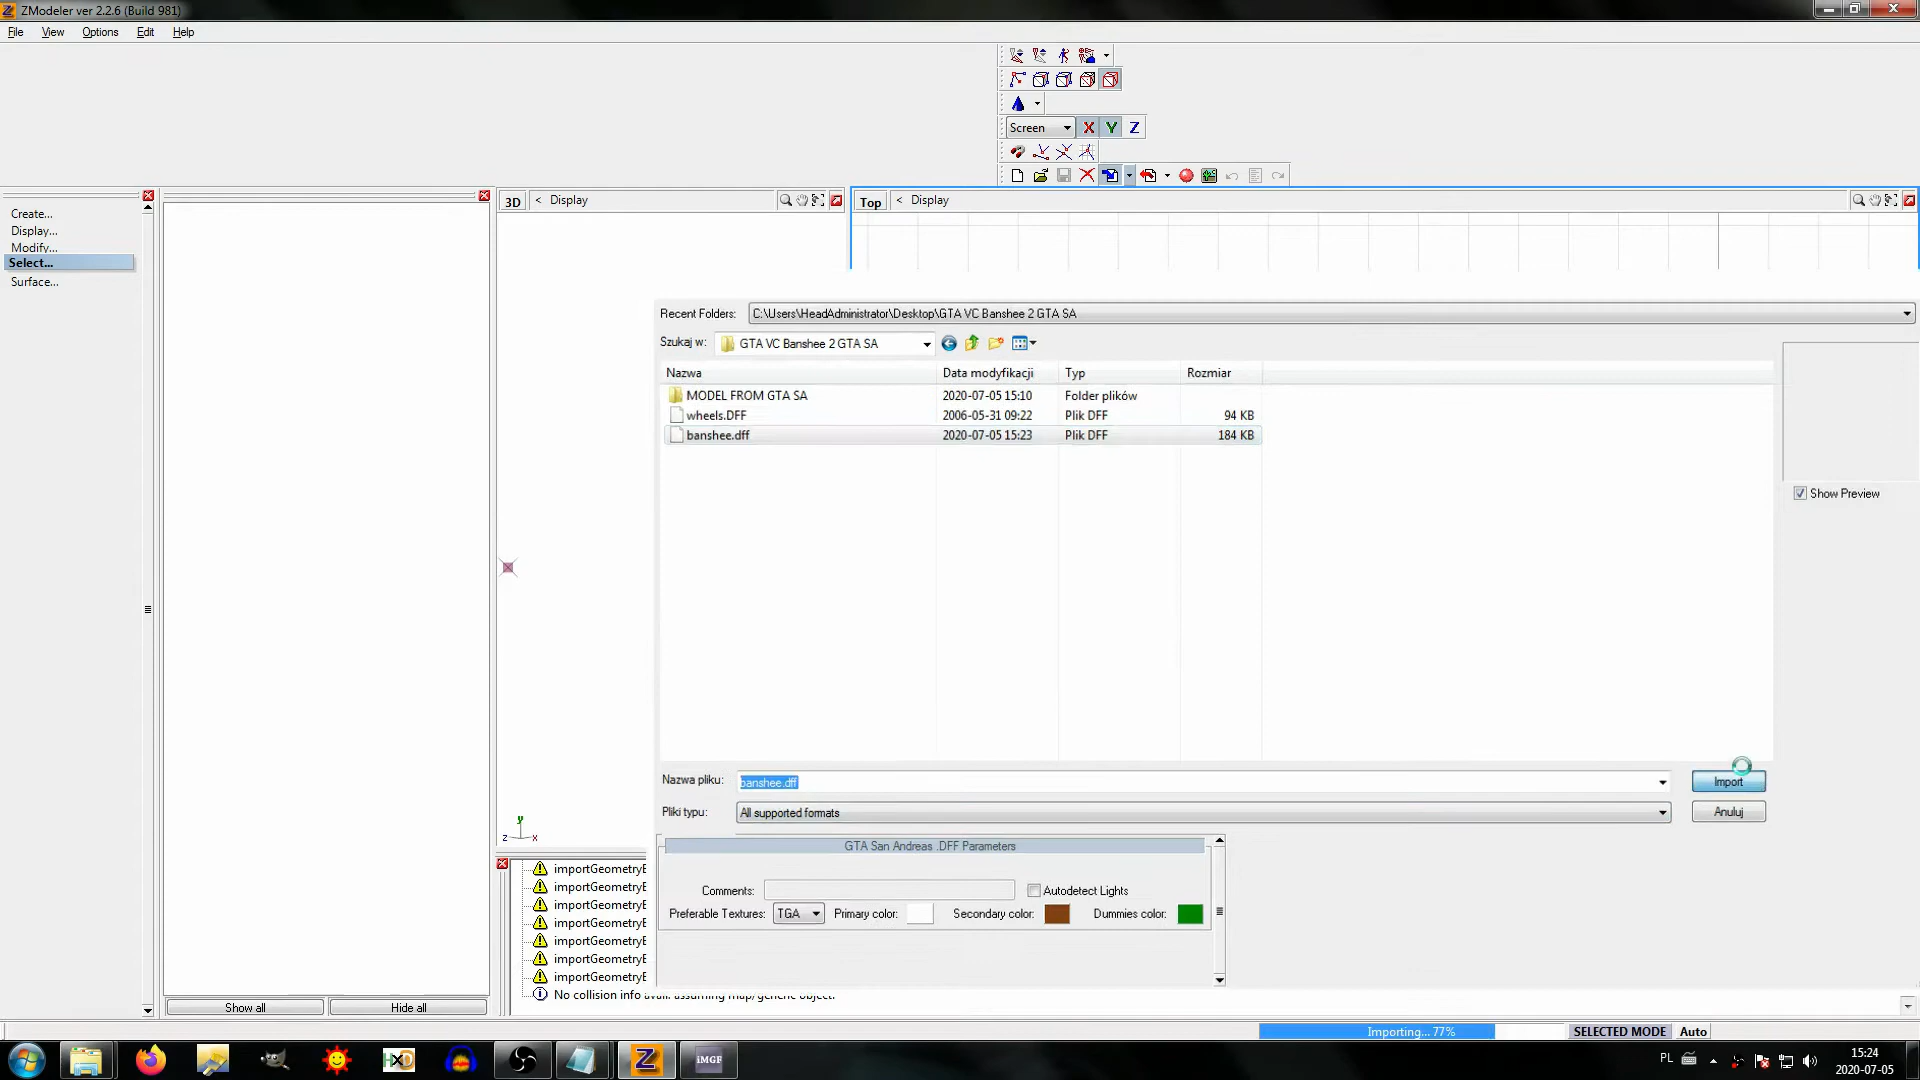 ZModeler ver 2.2.6 (Build 981)
File View Options Edit Help
Screen X Y Z
Create...
Display...
Modify...
Select...
Surface...
3D < Display
Top < Display
Recent Folders: C:\Users\HeadAdministrator\Desktop\GTA VC Banshee 2 GTA SA
Szukaj w: GTA VC Banshee 2 GTA SA
Nazwa Data modyfikacji Typ Rozmiar
MODEL FROM GTA SA 2020-07-05 15:10 Folder plików
wheels.DFF 2006-05-31 09:22 Plik DFF 94 KB
banshee.dff 2020-07-05 15:23 Plik DFF 184 KB
Show Preview
Nazwa pliku: banshee.dff Import
Pliki typu: All supported formats Anuluj
GTA San Andreas .DFF Parameters
Comments: Autodetect Lights
Preferable Textures: TGA Primary color: Secondary color: Dummies color:
y
z x
importGeometryE
importGeometryE
importGeometryE
importGeometryE
importGeometryE
importGeometryE
importGeometryE
No collision info avail. assuming map/generic object.
Show all Hide all
Importing... 77% SELECTED MODE Auto
HxD Z iMGF PL 15:24
2020-07-05